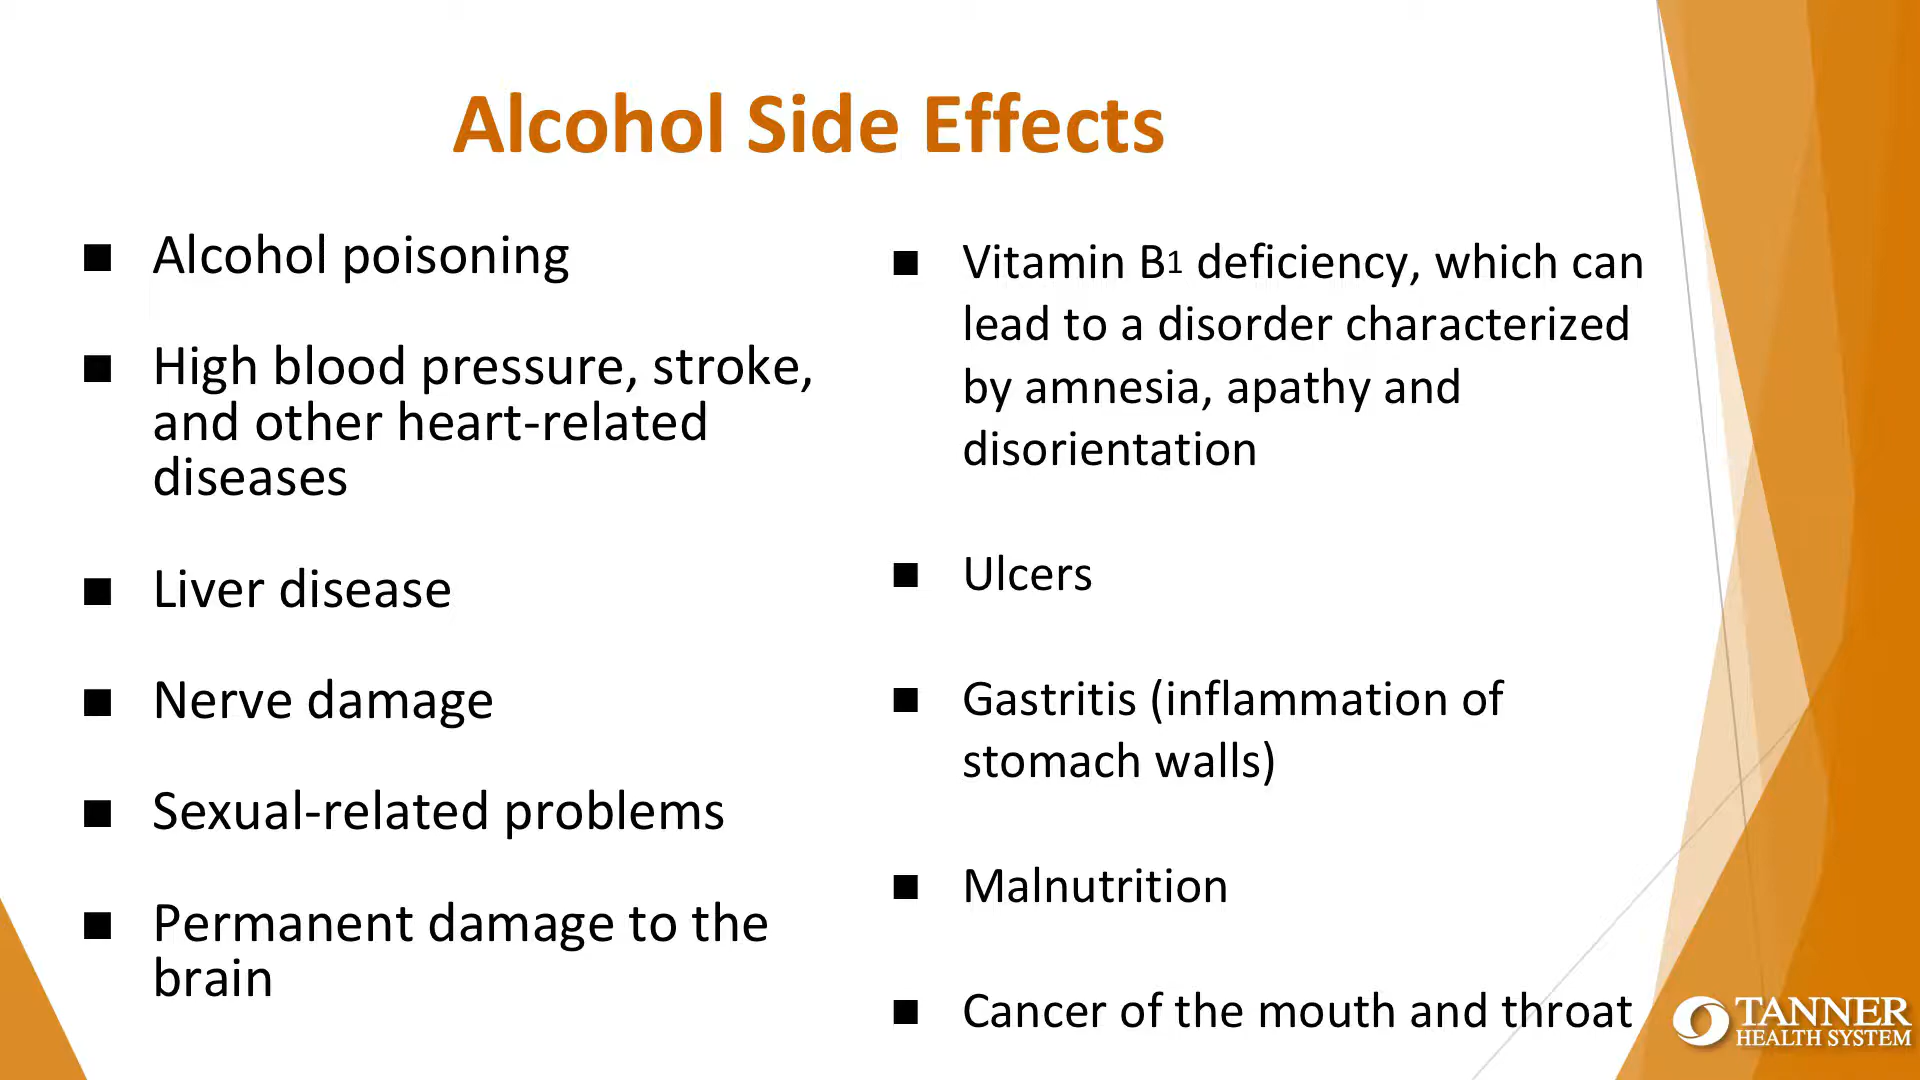 Alcohol Side Effects
■ Alcohol poisoning
■ High blood pressure, stroke,
and other heart-related
diseases
■ Liver disease
■ Nerve damage
■ Sexual-related problems
■ Permanent damage to the
brain
■ Vitamin B1 deficiency, which can
lead to a disorder characterized
by amnesia, apathy and
disorientation
■ Ulcers
■ Gastritis (inflammation of
stomach walls)
■ Malnutrition
■ Cancer of the mouth and throat
TANNER
HEALTH SYSTEM